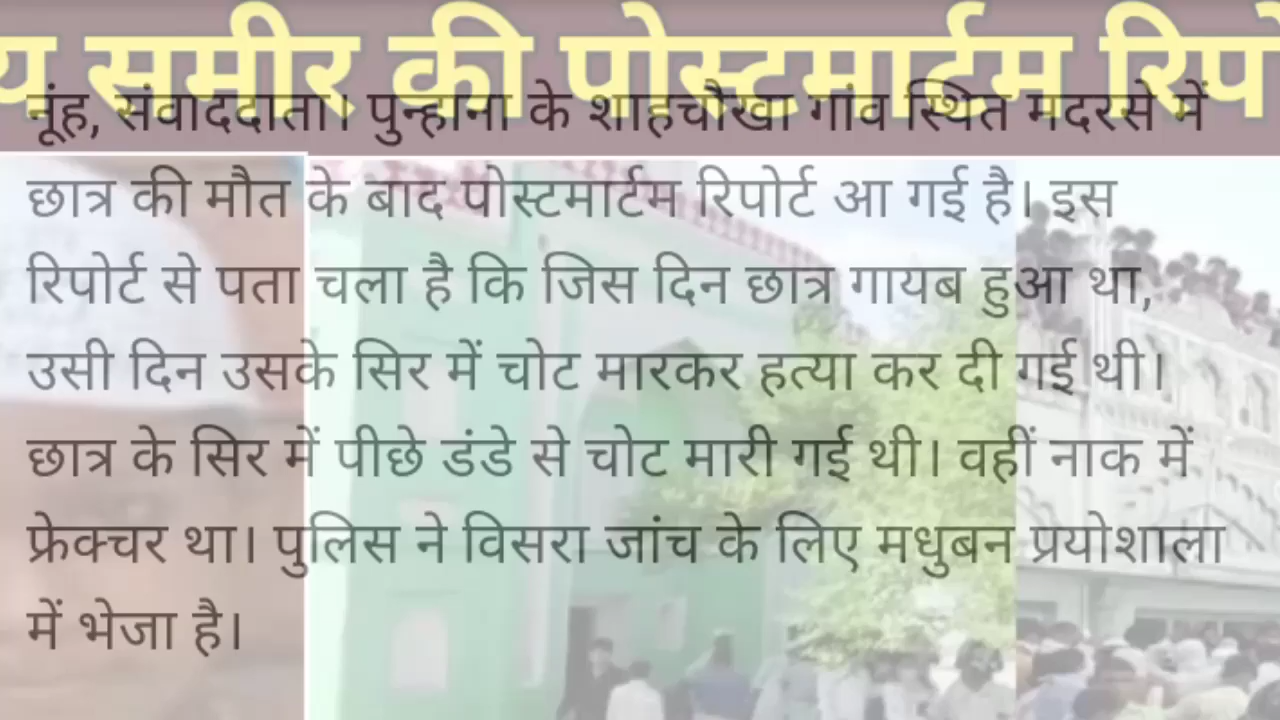 य समीर की पोस्टमार्टम रिपो
नूंह, संवाददाता। पुन्हाना के शाहचौखा गांव स्थित मदरसे में
छात्र की मौत के बाद पोस्टमार्टम रिपोर्ट आ गई है। इस
रिपोर्ट से पता चला है कि जिस दिन छात्र गायब हुआ था,
उसी दिन उसके सिर में चोट मारकर हत्या कर दी गई थी।
छात्र के सिर में पीछे डंडे से चोट मारी गई थी। वहीं नाक में
फ्रेक्चर था। पुलिस ने विसरा जांच के लिए मधुबन प्रयोशाला
में भेजा है।